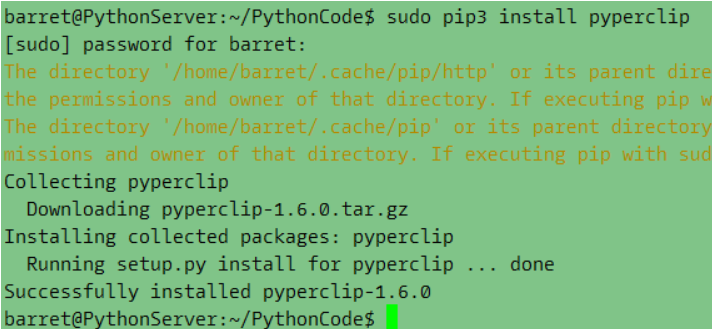 barret@PythonServer:~/PythonCode$ sudo pip3 install pyperclip
[sudo] password for barret:
The directory '/home/barret/.cache/pip/http' or its parent dire
the permissions and owner of that directory. If executing pip w
The directory '/home/barret/.cache/pip' or its parent directory
missions and owner of that directory. If executing pip with sud
Collecting pyperclip
  Downloading pyperclip-1.6.0.tar.gz
Installing collected packages: pyperclip
  Running setup.py install for pyperclip ... done
Successfully installed pyperclip-1.6.0
barret@PythonServer:~/PythonCode$